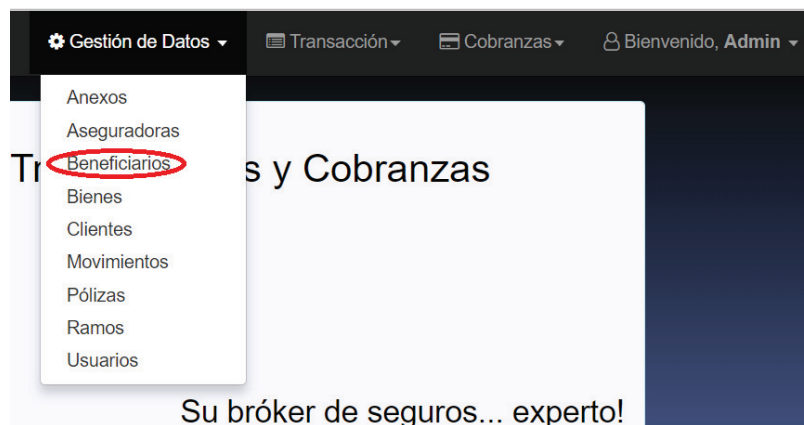 Gestión de Datos Transacción Cobranzas Bienvenido, Admin
Anexos
Aseguradoras
Beneficiarios
Bienes
Clientes
Movimientos
Pólizas
Ramos
Usuarios
s y Cobranzas
Su bróker de seguros... experto!